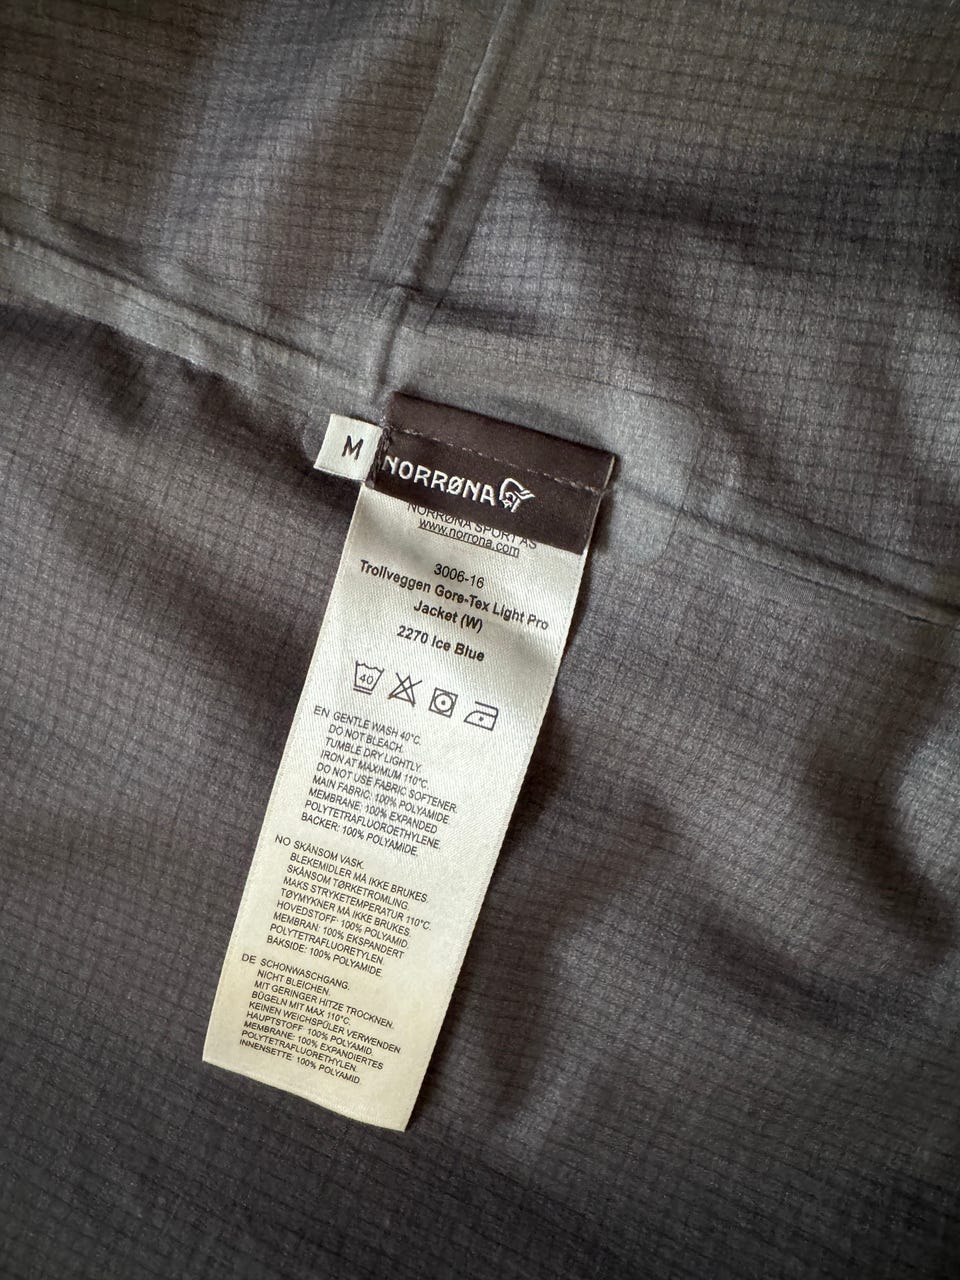 M
NORRØNA
NORRØNA SPORT AS
www.norrona.com
3006-16
Trollveggen Gore-Tex Light Pro
Jacket (W)
2270 Ice Blue
40
EN GENTLE WASH 40°C.
DO NOT BLEACH.
TUMBLE DRY LIGHTLY.
IRON AT MAXIMUM 110°C.
DO NOT USE FABRIC SOFTENER.
MAIN FABRIC: 100% POLYAMIDE.
MEMBRANE: 100% EXPANDED
POLYTETRAFLUOROETHYLENE.
BACKER: 100% POLYAMIDE.
NO SKÅNSOM VASK.
BLEKEMIDLER MÅ IKKE BRUKES.
SKÅNSOM TØRKETROMLING.
MAKS STRYKETEMPERATUR 110°C.
TØYMYKNER MÅ IKKE BRUKES.
HOVEDSTOFF: 100% POLYAMID.
MEMBRAN: 100% EKSPANDERT
POLYTETRAFLUORETYLEN.
BAKSIDE: 100% POLYAMIDE.
DE SCHONWASCHGANG.
NICHT BLEICHEN.
MIT GERINGER HITZE TROCKNEN.
BÜGELN MIT MAX 110°C.
KEINEN WEICHSPÜLER VERWENDEN
HAUPTSTOFF: 100% POLYAMID.
MEMBRANE: 100% EXPANDIERTES
POLYTETRAFLUORETHYLEN.
INNENSETTE: 100% POLYAMID.